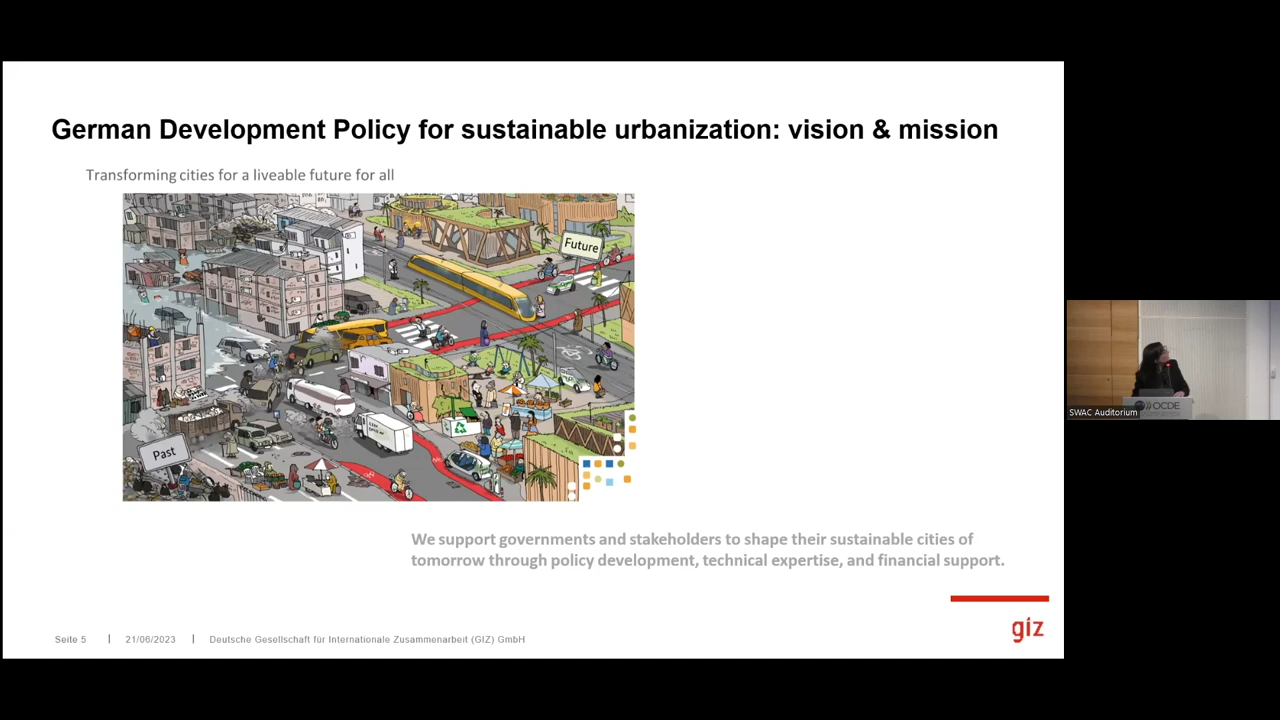 German Development Policy for sustainable urbanization: vision & mission
Transforming cities for a liveable future for all
Future
Past
We support governments and stakeholders to shape their sustainable cities of
tomorrow through policy development, technical expertise, and financial support.
Seite 5 | 21/06/2023 | Deutsche Gesellschaft für Internationale Zusammenarbeit (GIZ) GmbH
giz
SWAC Auditorium
OCDE